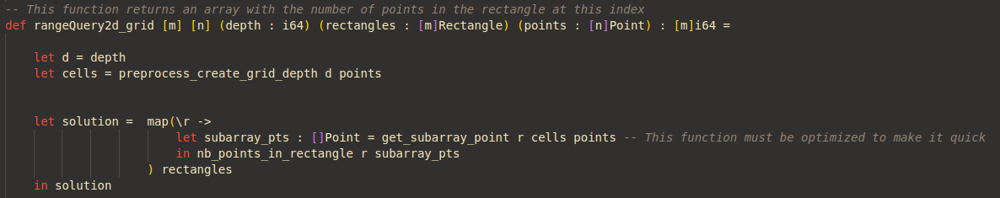 -- This function returns an array with the number of points in the rectangle at this index
def rangeQuery2d_grid [m] [n] (depth : i64) (rectangles : [m]Rectangle) (points : [n]Point) : [m]i64 =
let d = depth
let cells = preprocess_create_grid_depth d points
let solution =  map(\r ->
let subarray_pts : []Point = get_subarray_point r cells points -- This function must be optimized to make it quick
in nb_points_in_rectangle r subarray_pts
) rectangles
in solution